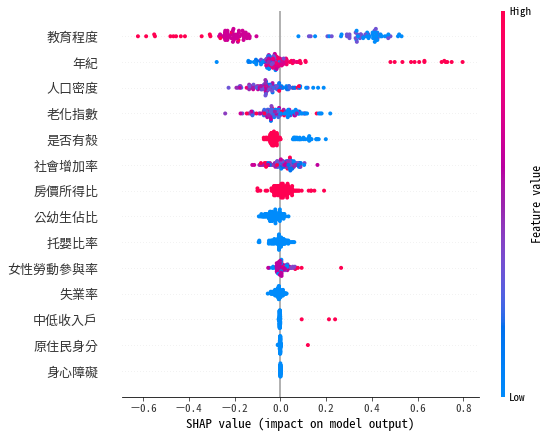 High
教育程度
年紀
人口密度
老化指數
是否有殼
社會增加率
房價所得比
公幼生佔比
托嬰比率
女性勞動參與率
失業率
中低收入戶
原住民身分
身心障礙
Feature value
Low
−0.6 −0.4 −0.2 0.0 0.2 0.4 0.6 0.8
SHAP value (impact on model output)